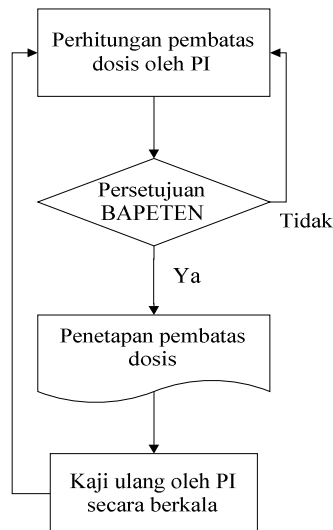 Perhitungan pembatas
dosis oleh PI
Persetujuan
BAPETEN
Tidak
Ya
Penetapan pembatas
dosis
Kaji ulang oleh PI
secara berkala